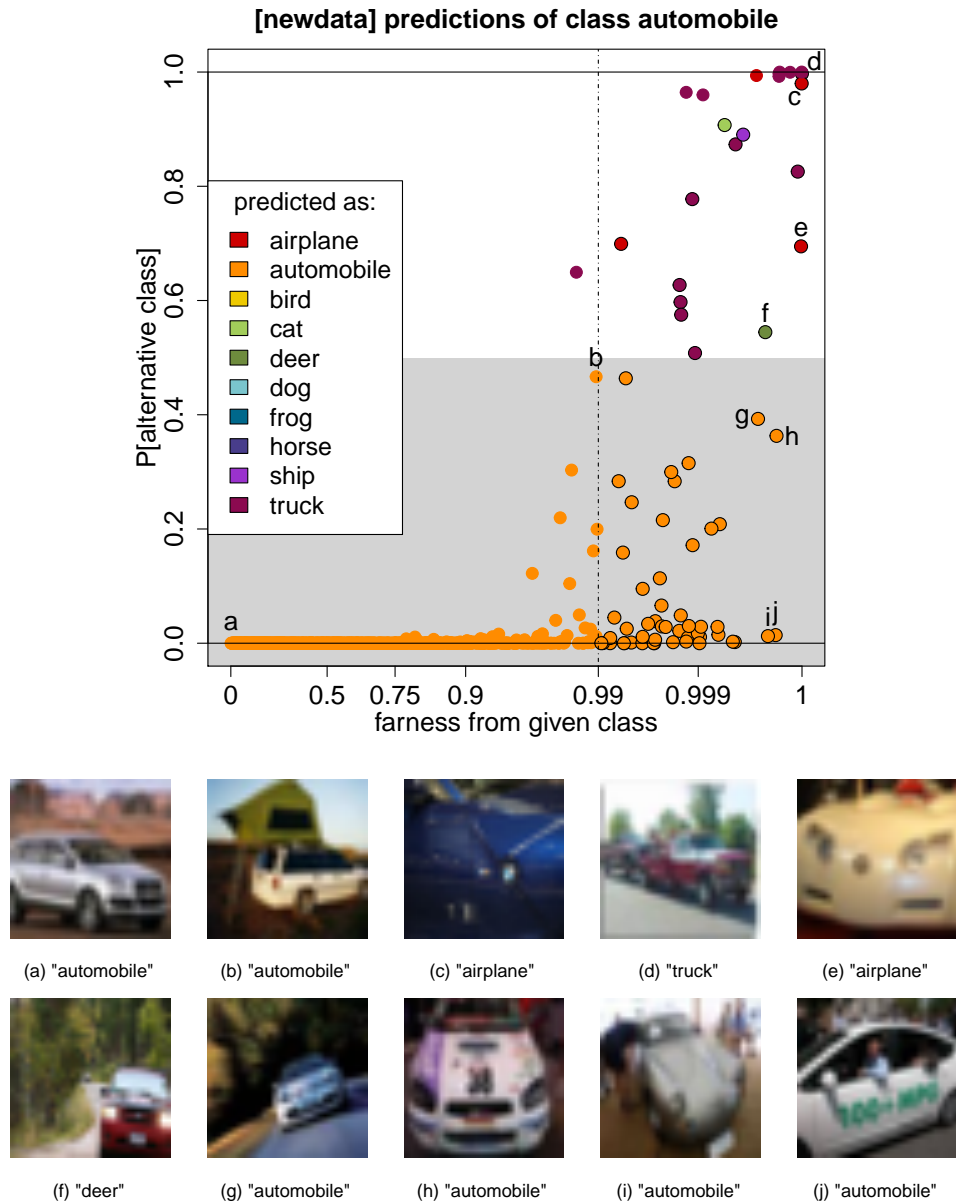 [newdata] predictions of class automobile
P[alternative class]
1.0
0.8
0.6
0.4
0.2
0.0
predicted as:
airplane
automobile
bird
cat
deer
dog
frog
horse
ship
truck
d
c
e
f
b
g
h
a
i
j
0
0.5
0.75
0.9
0.99
0.999
1
farness from given class
100+ MPG
(a) "automobile"
(b) "automobile"
(c) "airplane"
(d) "truck"
(e) "airplane"
(f) "deer"
(g) "automobile"
(h) "automobile"
(i) "automobile"
(j) "automobile"